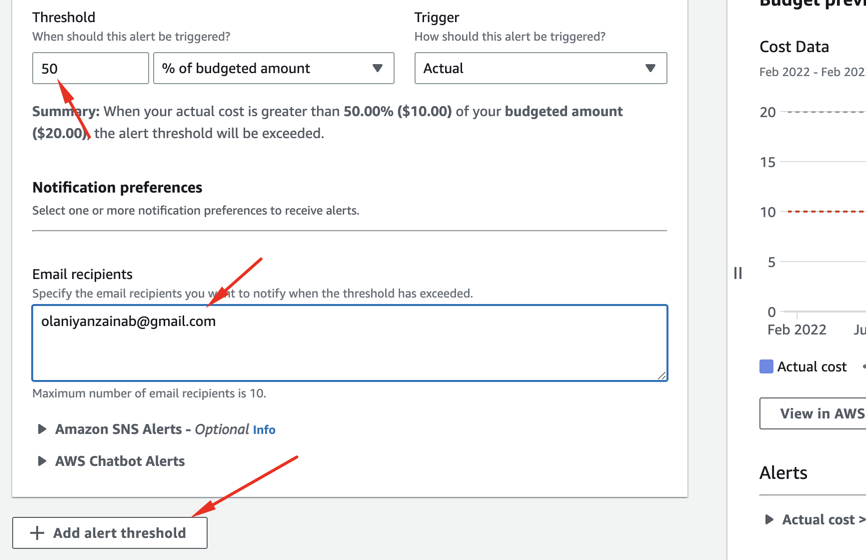 Threshold
When should this alert be triggered?
50
% of budgeted amount
Trigger
How should this alert be triggered?
Actual
Summary: When your actual cost is greater than 50.00% ($10.00) of your budgeted amount
($20.00), the alert threshold will be exceeded.
Notification preferences
Select one or more notification preferences to receive alerts.
Email recipients
Specify the email recipients you want to notify when the threshold has exceeded.
olaniyanzainab@gmail.com
Maximum number of email recipients is 10.
Amazon SNS Alerts - Optional Info
AWS Chatbot Alerts
+ Add alert threshold
Budget
Cost Data
Feb 2022 - Feb
20
15
10
5
0
Feb 2022
Actual cost
View in AWS
Alerts
Actual cost >